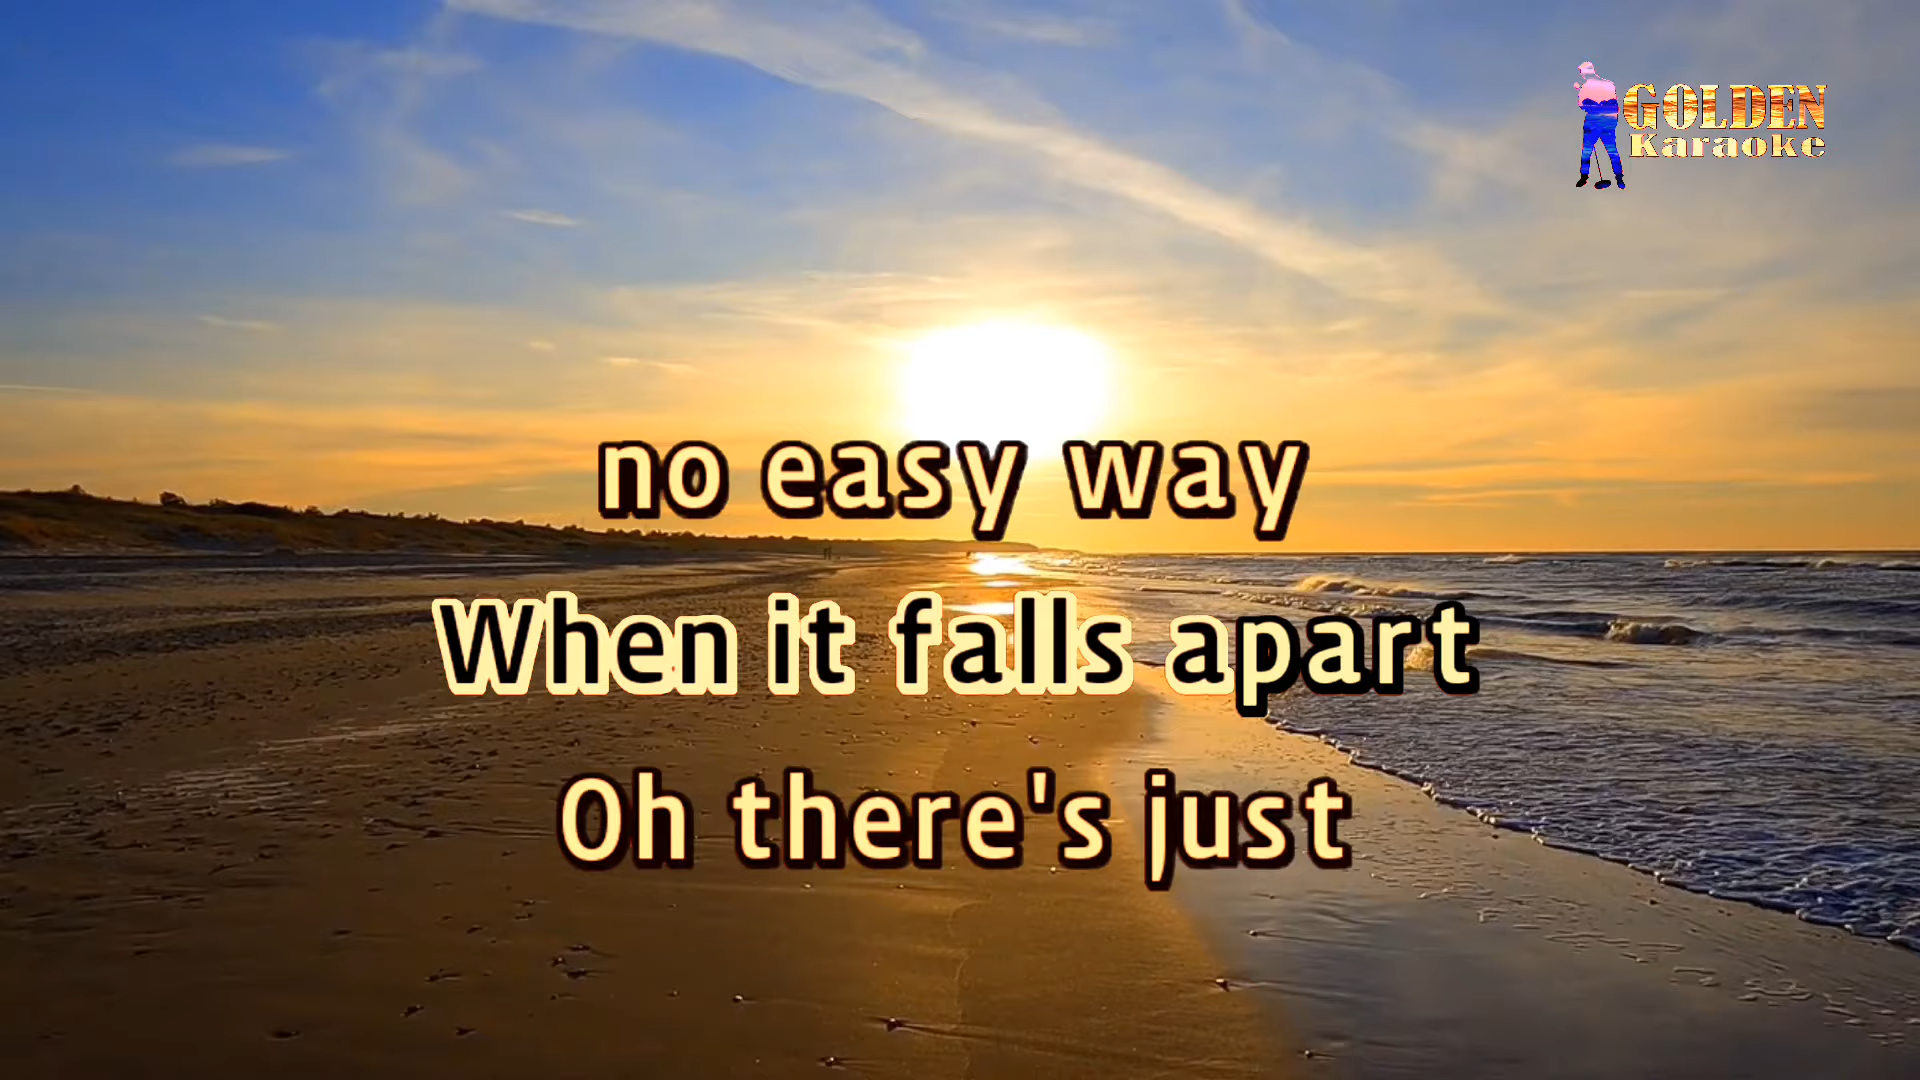 GOLDEN
Karaoke
no easy way
When it falls apart
Oh there's just